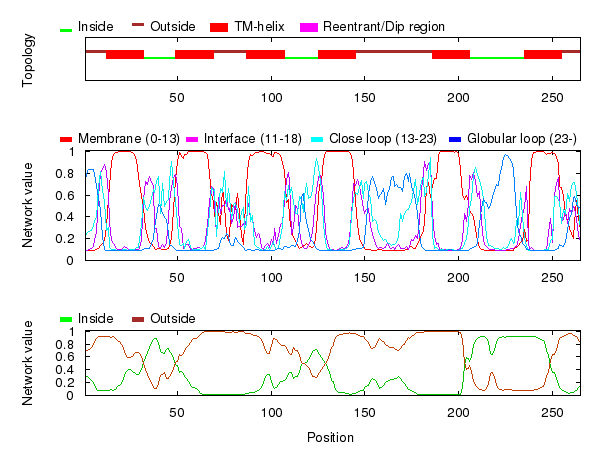 Inside Outside TM-helix Reentrant/Dip region
Topology
50 100 150 200 250
Membrane (0-13) Interface (11-18) Close loop (13-23) Globular loop (23-)
Network value
1
0.8
0.6
0.4
0.2
0
50 100 150 200 250
Inside Outside
Network value
1
0.8
0.6
0.4
0.2
0
50 100 150 200 250
Position